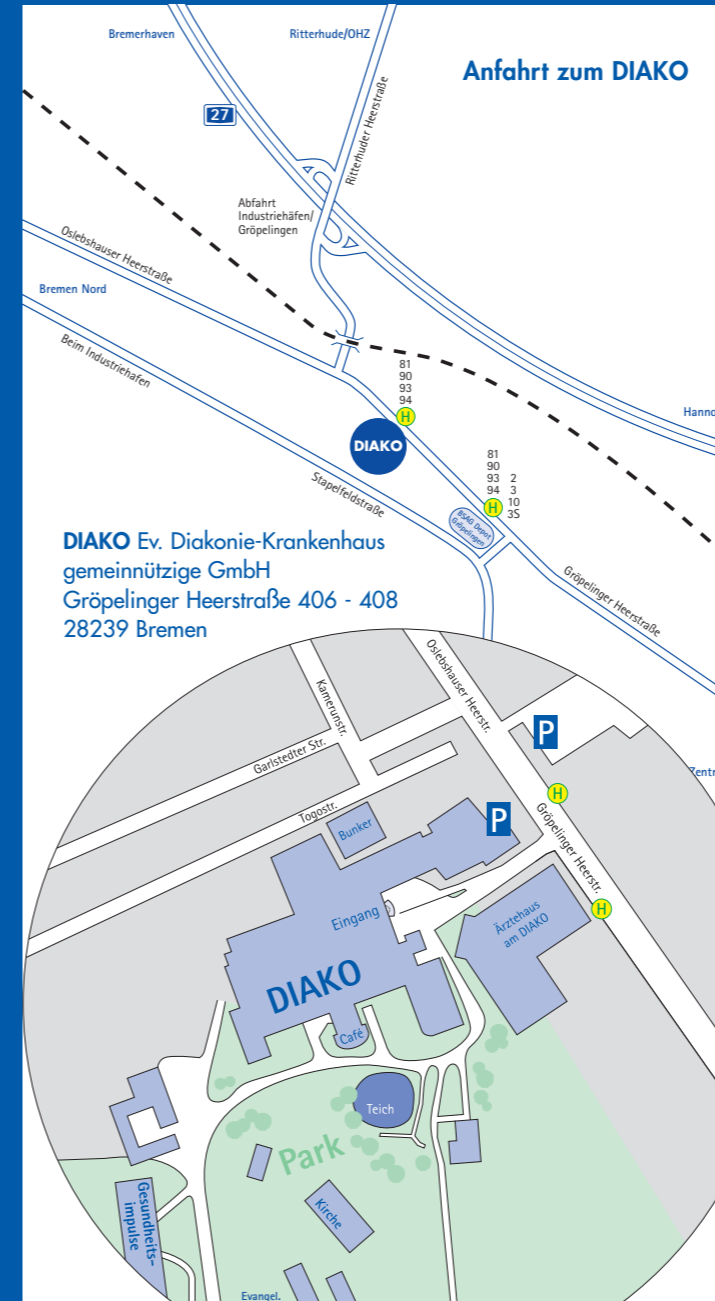 Bremerhaven
Ritterhude/OHZ
Anfahrt zum DIAKO
27
Ritterhuder Heerstraße
Abfahrt
Industriehäfen/
Gröpelingen
Oslebshauser Heerstraße
Bremen Nord
Beim Industriehafen
81
90
93
94
H
Hanno
DIAKO
81
90
93 2
94 3
10
3S
H
Stapelfeldstraße
BSAG Depot
Gröpelingen
DIAKO Ev. Diakonie-Krankenhaus
gemeinnützige GmbH
Gröpelinger Heerstraße 406 - 408
28239 Bremen
Gröpelinger Heerstraße
Oslebshauser Heerstr.
Kamerunstr.
Garlstedter Str.
P
Zentr
Togostr.
H
P
Bunker
Gröpelinger Heerstr.
Eingang
H
Ärztehaus
am DIAKO
DIAKO
Café
Teich
Park
Gesundheits-
impulse
Kirche
Evangel.